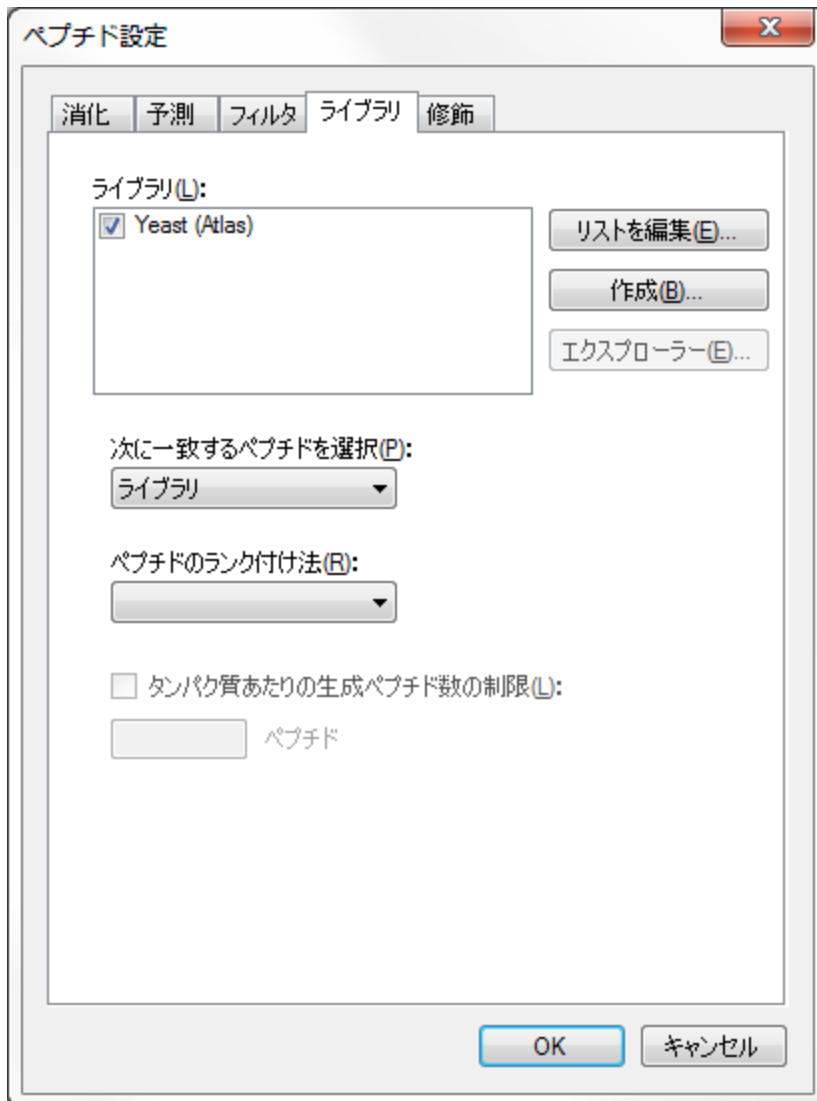 ペプチド設定
消化 予測 フィルタ ライブラリ 修飾
ライブラリ(L):
Yeast (Atlas)
リストを編集(E)...
作成(B)...
エクスプローラー(E)...
次に一致するペプチドを選択(P):
ライブラリ
ペプチドのランク付け法(R):
タンパク質あたりの生成ペプチド数の制限(L):
ペプチド
OK キャンセル